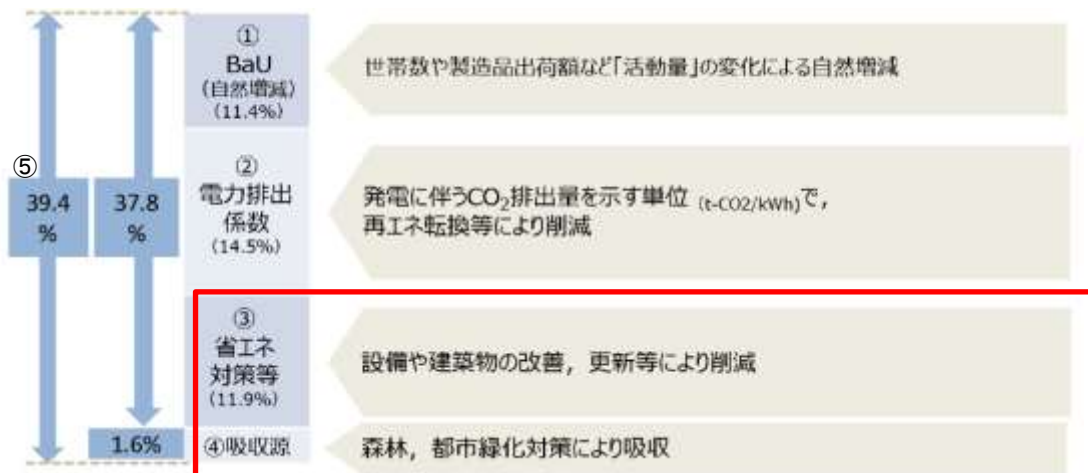 ①
BaU
(自然増減)
(11.4%)
世帯数や製造品出荷額など「活動量」の変化による自然増減
⑤
39.4
%
37.8
%
②
電力排出
係数
(14.5%)
発電に伴うCO₂排出量を示す単位 (t-CO2/kWh)で，
再エネ転換等により削減
③
省エネ
対策等
(11.9%)
設備や建築物の改善，更新等により削減
1.6%
④吸収源
森林，都市緑化対策により吸収